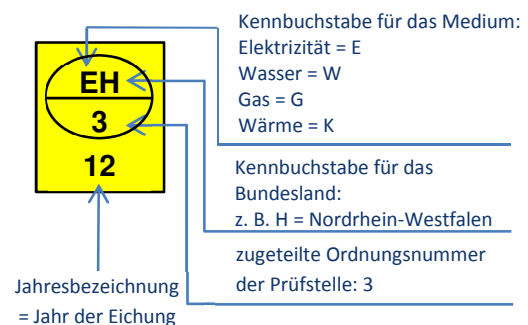 Kennbuchstabe für das Medium:
Elektrizität = E
Wasser = W
Gas = G
Wärme = K
EH
3
12
Kennbuchstabe für das
Bundesland:
z. B. H = Nordrhein-Westfalen
zugeteilte Ordnungsnummer
der Prüfstelle: 3
Jahresbezeichnung
= Jahr der Eichung